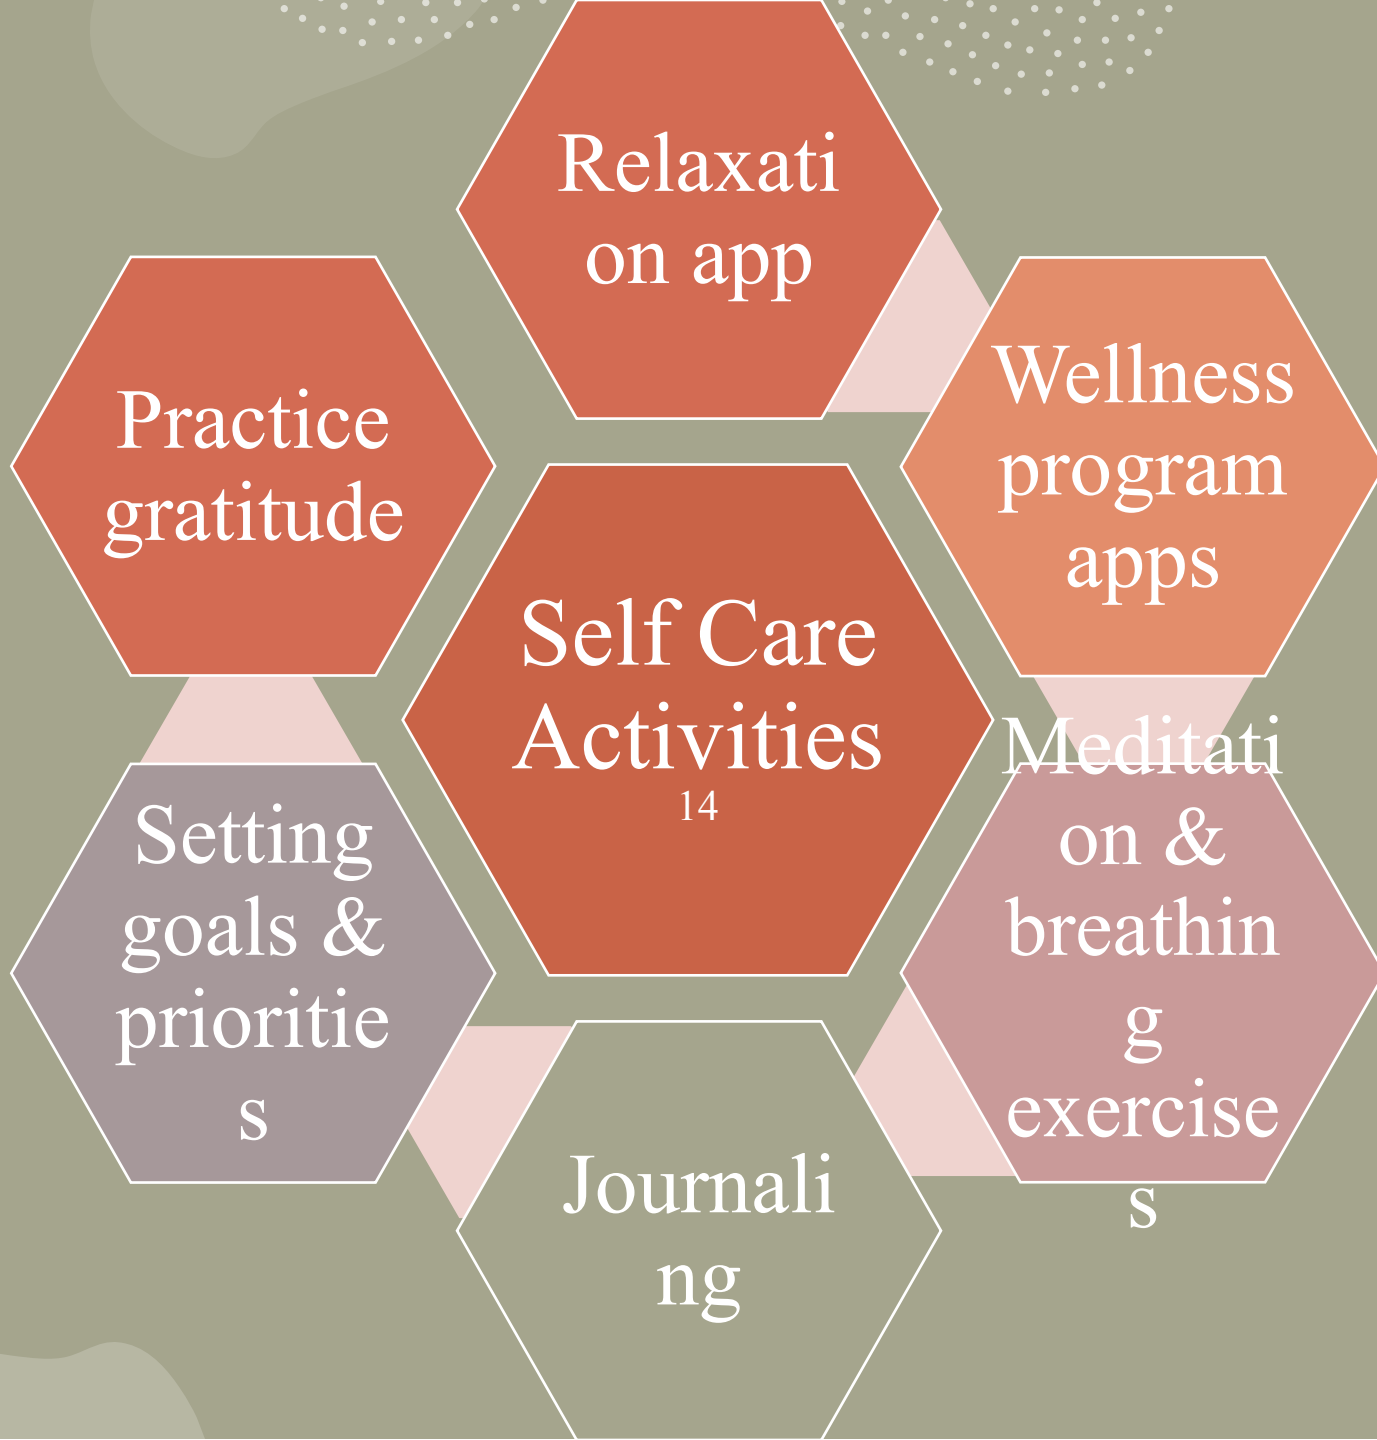 Relaxati
on app
Wellness
program
apps
Meditati
on &
breathin
g
exercise
s
Journali
ng
Setting
goals &
prioritie
s
Practice
gratitude
Self Care
Activities
14